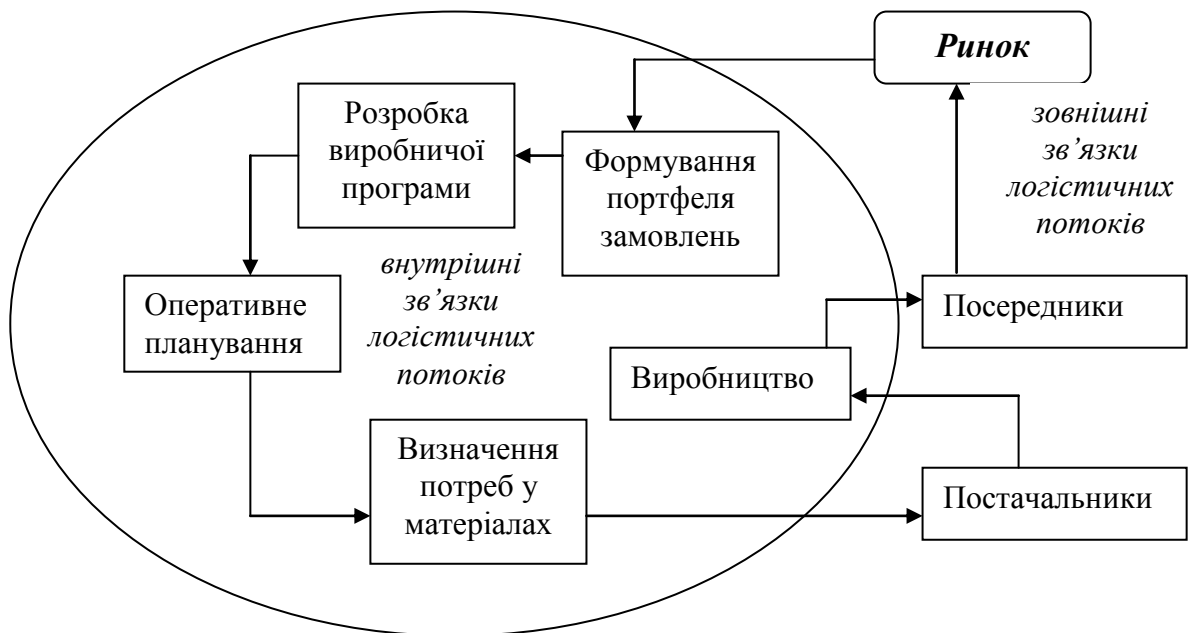 Ринок
зовнішні
зв’язки
логістичних
потоків
Розробка
виробничої
програми
Формування
портфеля
замовлень
внутрішні
зв’язки
логістичних
потоків
Оперативне
планування
Посередники
Виробництво
Визначення
потреб у
матеріалах
Постачальники